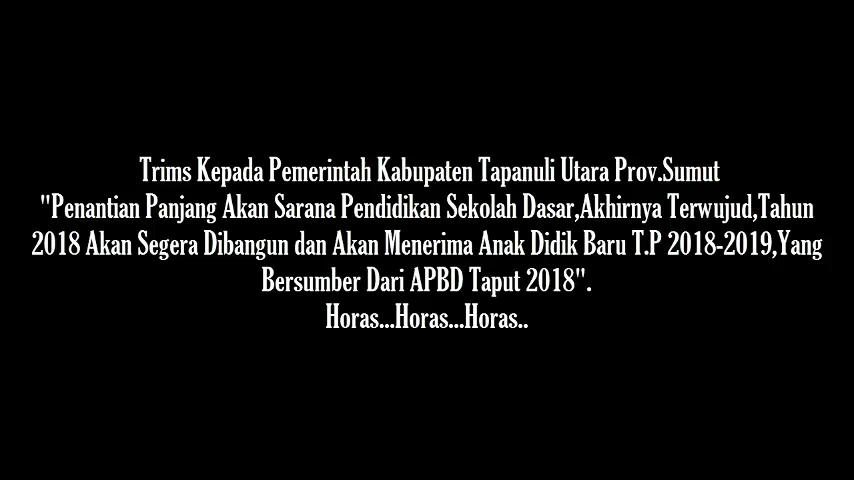 Trims Kepada Pemerintah Kabupaten Tapanuli Utara Prov.Sumut
"Penantian Panjang Akan Sarana Pendidikan Sekolah Dasar,Akhirnya Terwujud,Tahun
2018 Akan Segera Dibangun dan Akan Menerima Anak Didik Baru T.P 2018-2019,Yang
Bersumber Dari APBD Taput 2018".
Horas...Horas...Horas..